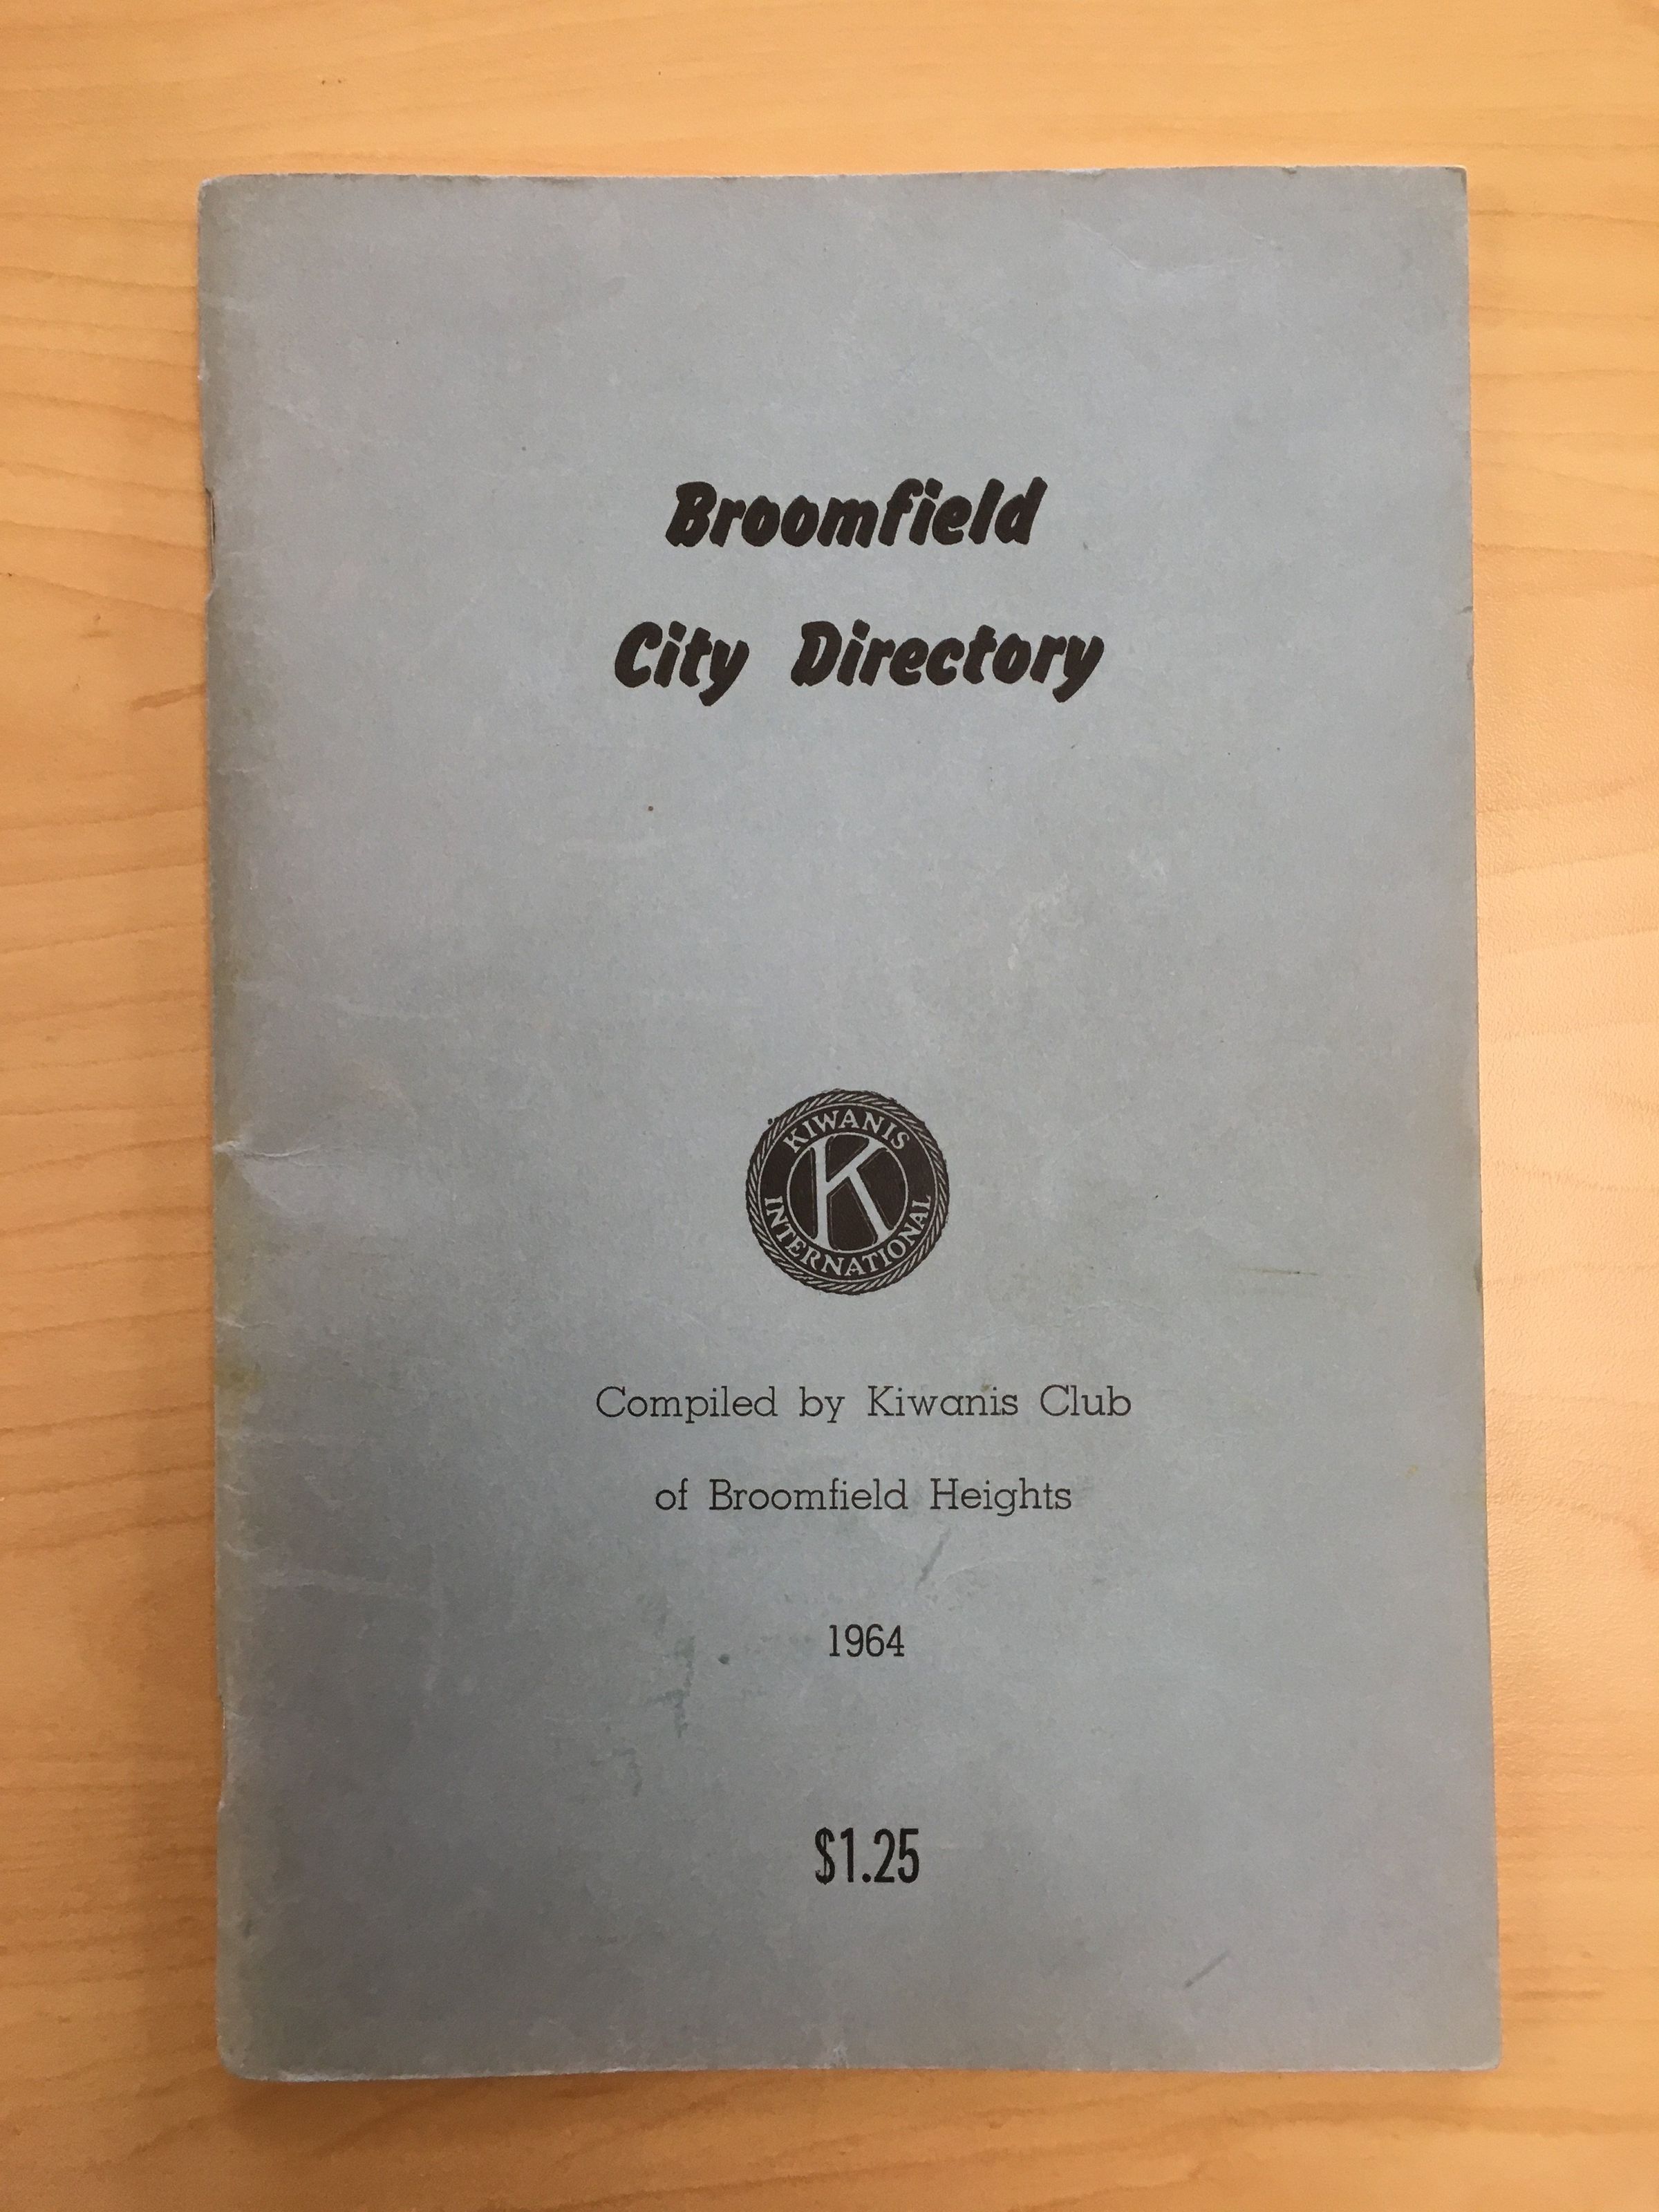 Broomfield
City Directory
KIWANIS
K
INTERNATIONAL
Compiled by Kiwanis Club
of Broomfield Heights
1964
$1.25